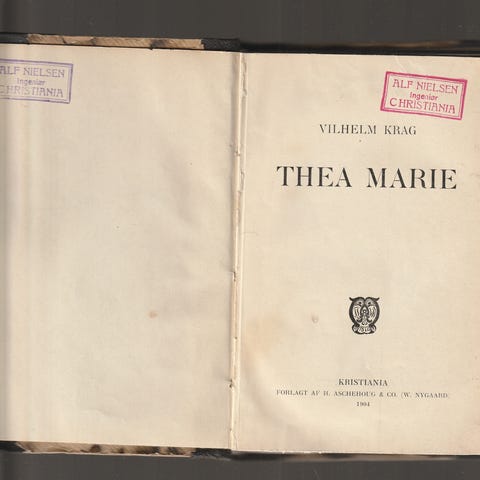 ALF NIELSEN
Ingeniør
CHRISTIANIA
ALF NIELSEN
Ingeniør
CHRISTIANIA
VILHELM KRAG
THEA MARIE
KRISTIANIA
FORLAGT AF H. ASCHEHOUG & CO. (W. NYGAARD)
1904